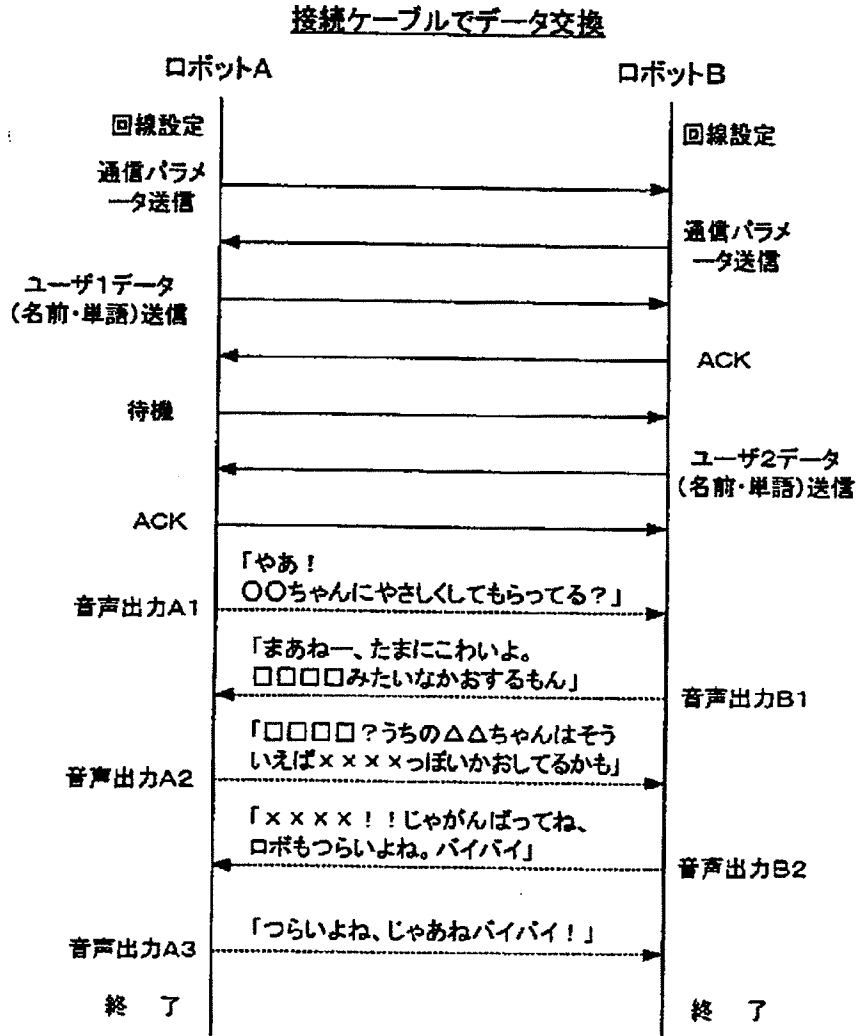 接続ケーブルでデータ交換
ロボットA
ロボットB
回線設定
回線設定
通信パラメ
ータ送信
通信パラメ
ータ送信
ユーザ1データ
(名前・単語)送信
ACK
待機
ユーザ2データ
(名前・単語)送信
ACK
「やあ!
○○ちゃんにやさしくしてもらってる?」
音声出力A1
「まあねー、たまにこわいよ。
□□□□みたいなかおするもん」
音声出力B1
「□□□□?うちの△△ちゃんはそう
いえば××××っぽいかおしてるかも」
音声出力A2
「××××!!じゃがんばってね、
ロボもつらいよね。バイバイ」
音声出力B2
「つらいよね、じゃあねバイバイ!」
音声出力A3
終 了
終 了